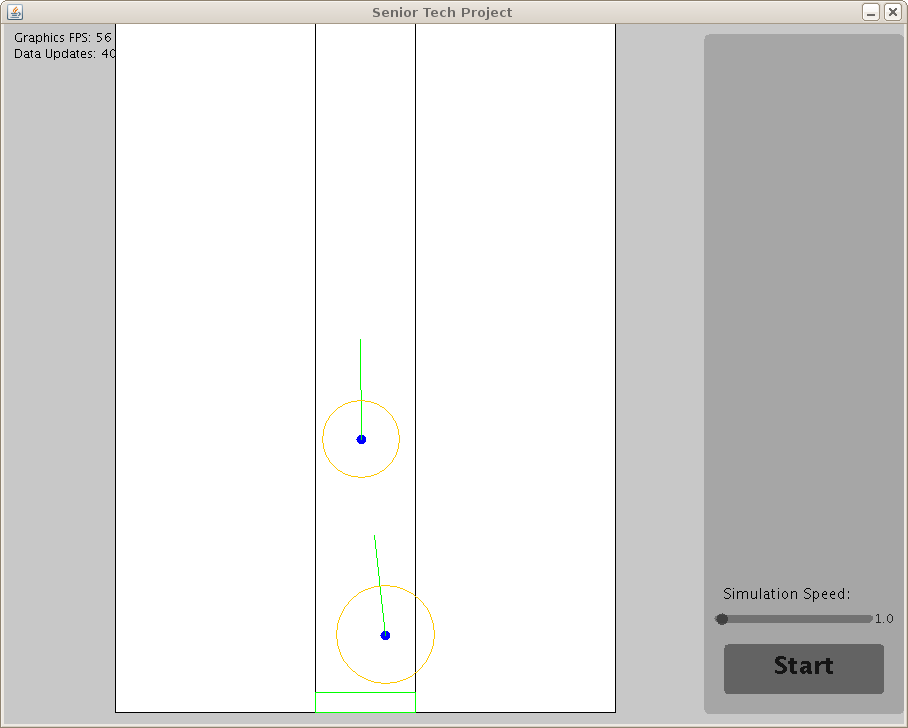 Senior Tech Project
Graphics FPS: 56
Data Updates: 40
Simulation Speed:
1.0
Start